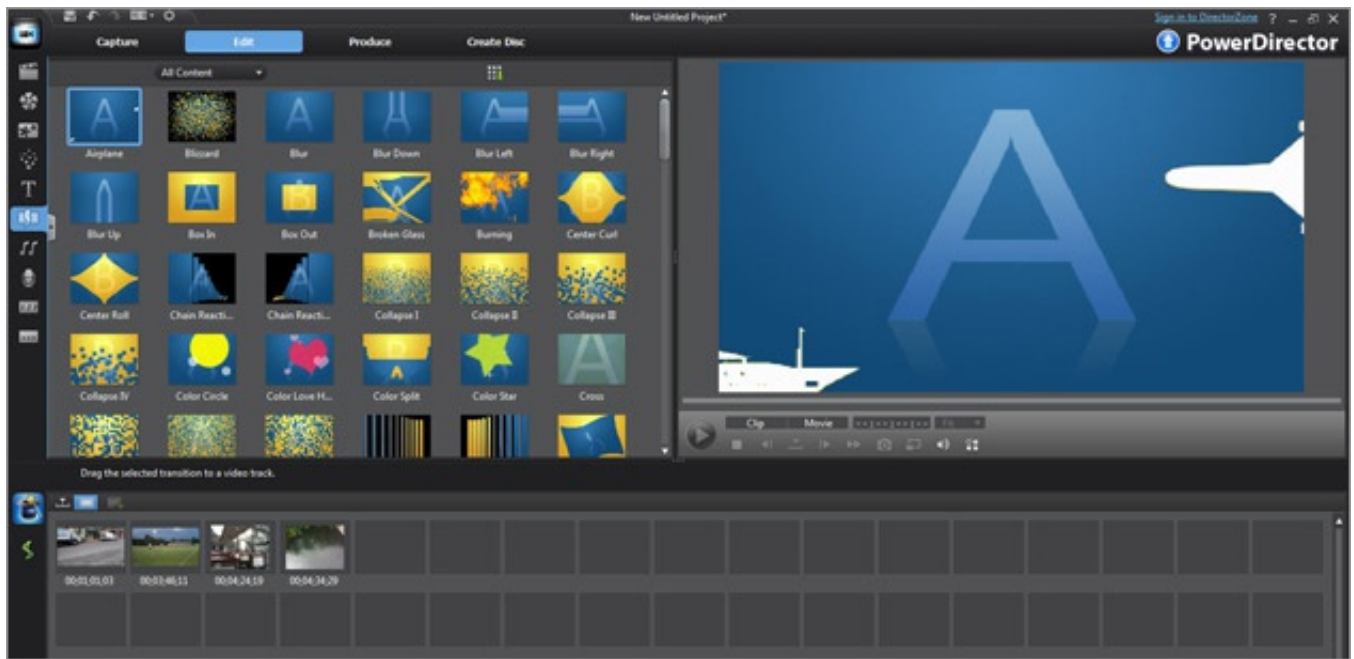 New Untitled Project*
Sign in to DirectorZone ?
Capture Edit Produce Create Disc
PowerDirector
All Content
A
Airplane Blizzard Blur Blur Down Blur Left Blur Right
Blur Up Box In Box Out Broken Glass Burning Center Curl
Center Roll Chain Reacti... Chain Reacti... Collapse I Collapse II Collapse III
Collapse IV Color Circle Color Love H... Color Split Color Star Cross
Clip Movie --:--:--:-- Fit
Drag the selected transition to a video track.
00;01;01;03 00;03;46;11 00;04;24;19 00;04;34;29